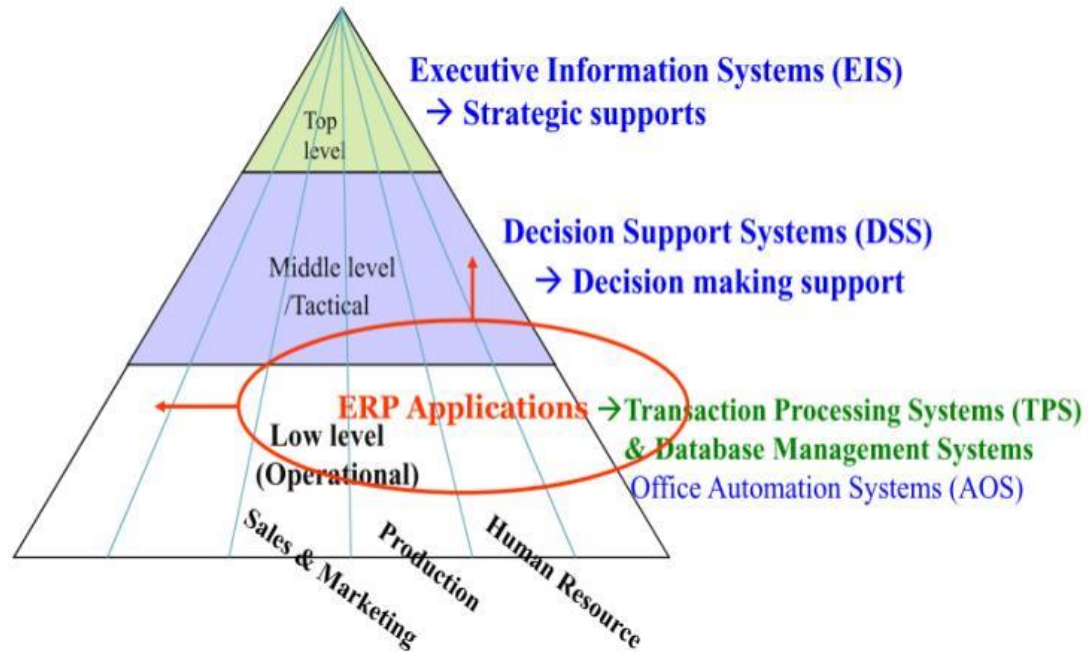 Executive Information Systems (EIS)
→ Strategic supports
Top
level
Decision Support Systems (DSS)
→ Decision making support
Middle level
/Tactical
ERP Applications →Transaction Processing Systems (TPS)
& Database Management Systems
Office Automation Systems (AOS)
Low level
(Operational)
Sales & Marketing
Production
Human Resource